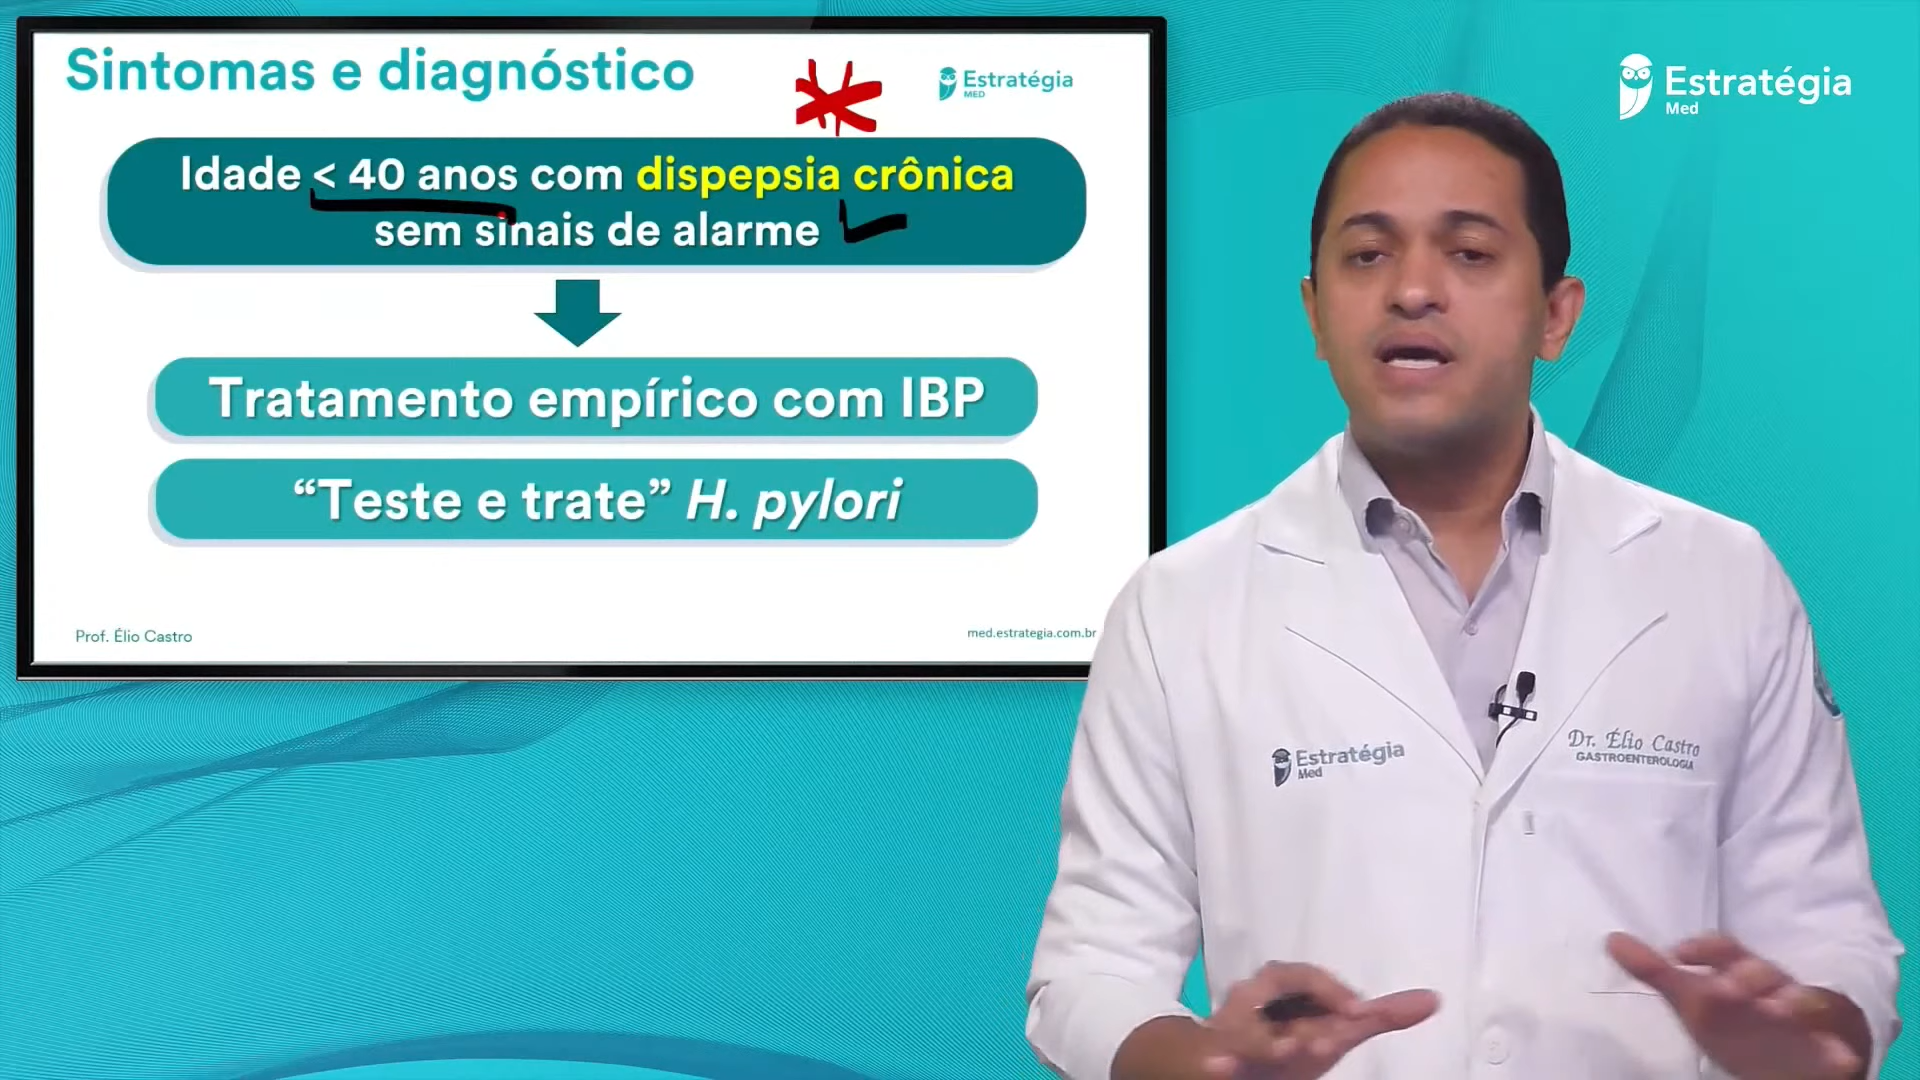 Sintomas e diagnóstico
Estratégia
MED
Idade < 40 anos com dispepsia crônica
sem sinais de alarme
Tratamento empírico com IBP
“Teste e trate” H. pylori
Prof. Élio Castro
med.estrategia.com.br
Estratégia
Med
Estratégia
Med
Dr. Élio Castro
GASTROENTEROLOGIA